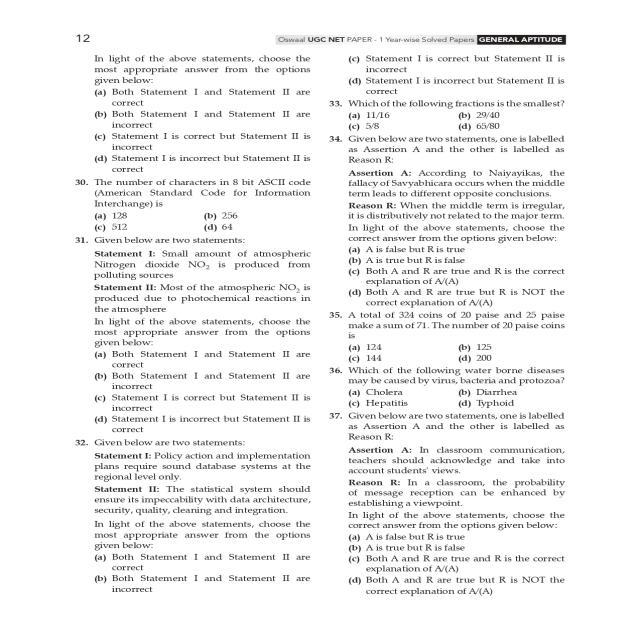 12
Oswaal UGC NET PAPER - 1 Year-wise Solved Papers GENERAL APTITUDE
In light of the above statements, choose the
most appropriate answer from the options
given below:
(a) Both Statement I and Statement II are
correct
(b) Both Statement I and Statement II are
incorrect
(c) Statement I is correct but Statement II is
incorrect
(d) Statement I is incorrect but Statement II is
correct
30. The number of characters in 8 bit ASCII code
(American Standard Code for Information
Interchange) is
(a) 128 (b) 256
(c) 512 (d) 64
31. Given below are two statements:
Statement I: Small amount of atmospheric
Nitrogen dioxide NO₂ is produced from
polluting sources
Statement II: Most of the atmospheric NO₂ is
produced due to photochemical reactions in
the atmosphere
In light of the above statements, choose the
most appropriate answer from the options
given below:
(a) Both Statement I and Statement II are
correct
(b) Both Statement I and Statement II are
incorrect
(c) Statement I is correct but Statement II is
incorrect
(d) Statement I is incorrect but Statement II is
correct
32. Given below are two statements:
Statement I: Policy action and implementation
plans require sound database systems at the
regional level only.
Statement II: The statistical system should
ensure its impeccability with data architecture,
security, quality, cleaning and integration.
In light of the above statements, choose the
most appropriate answer from the options
given below:
(a) Both Statement I and Statement II are
correct
(b) Both Statement I and Statement II are
incorrect
(c) Statement I is correct but Statement II is
incorrect
(d) Statement I is incorrect but Statement II is
correct
33. Which of the following fractions is the smallest?
(a) 11/16 (b) 29/40
(c) 5/8 (d) 65/80
34. Given below are two statements, one is labelled
as Assertion A and the other is labelled as
Reason R:
Assertion A: According to Naiyayikas, the
fallacy of Savyabhicara occurs when the middle
term leads to different opposite conclusions.
Reason R: When the middle term is irregular,
it is distributively not related to the major term.
In light of the above statements, choose the
correct answer from the options given below:
(a) A is false but R is true
(b) A is true but R is false
(c) Both A and R are true and R is the correct
explanation of A/(A)
(d) Both A and R are true but R is NOT the
correct explanation of A/(A)
35. A total of 324 coins of 20 paise and 25 paise
make a sum of 71. The number of 20 paise coins
is
(a) 124 (b) 125
(c) 144 (d) 200
36. Which of the following water borne diseases
may be caused by virus, bacteria and protozoa?
(a) Cholera (b) Diarrhea
(c) Hepatitis (d) Typhoid
37. Given below are two statements, one is labelled
as Assertion A and the other is labelled as
Reason R:
Assertion A: In classroom communication,
teachers should acknowledge and take into
account students' views.
Reason R: In a classroom, the probability
of message reception can be enhanced by
establishing a viewpoint.
In light of the above statements, choose the
correct answer from the options given below:
(a) A is false but R is true
(b) A is true but R is false
(c) Both A and R are true and R is the correct
explanation of A/(A)
(d) Both A and R are true but R is NOT the
correct explanation of A/(A)